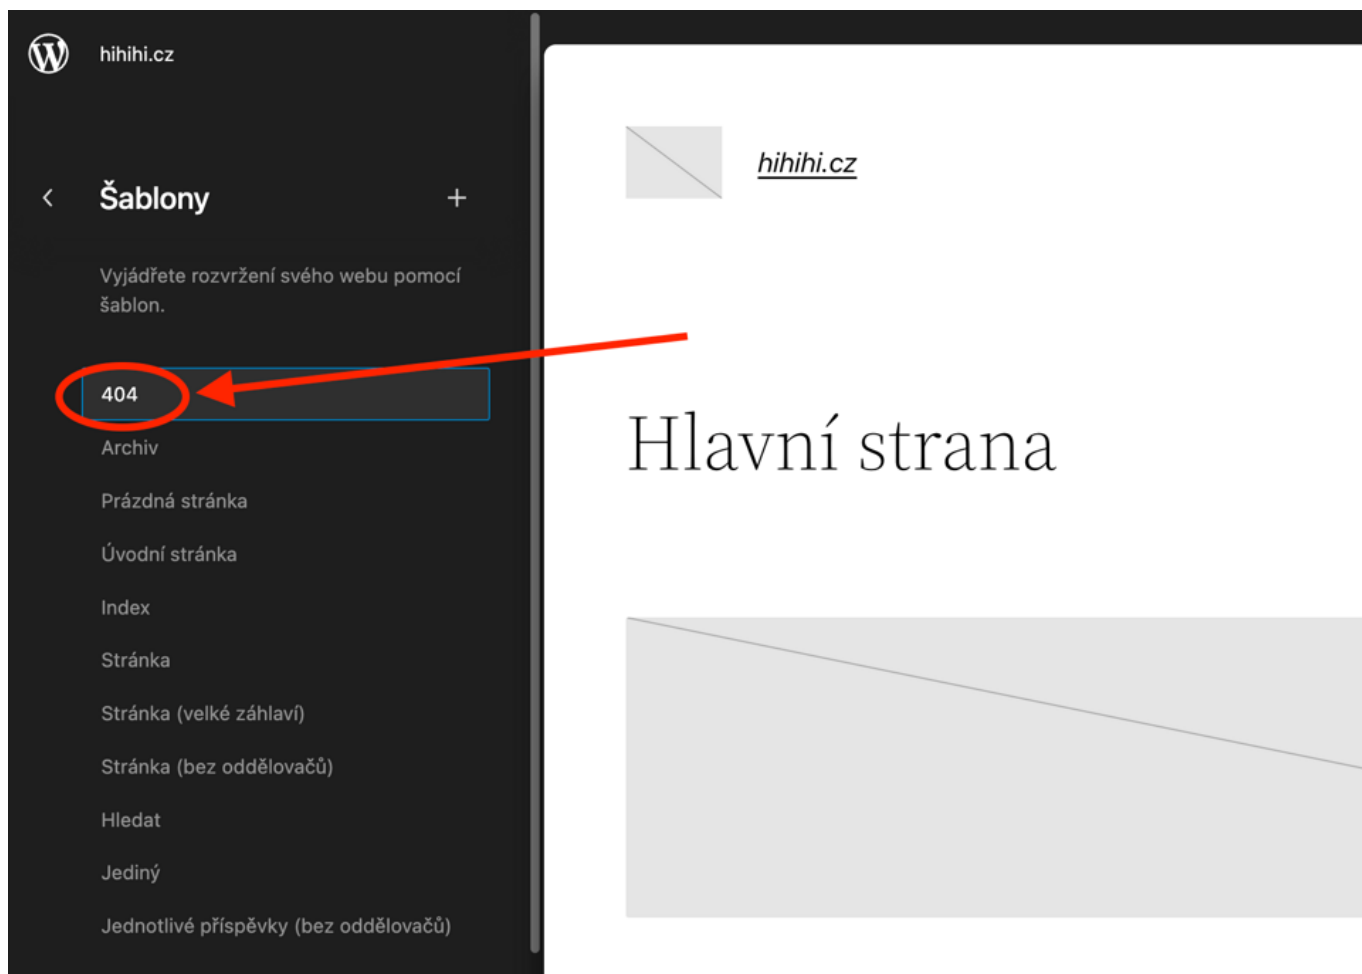 hihihi.cz
Šablony
Vyjádřete rozvržení svého webu pomocí
šablon.
404
Archiv
Prázdná stránka
Úvodní stránka
Index
Stránka
Stránka (velké záhlaví)
Stránka (bez oddělovačů)
Hledat
Jediný
Jednotlivé příspěvky (bez oddělovačů)
hihihi.cz
Hlavní strana